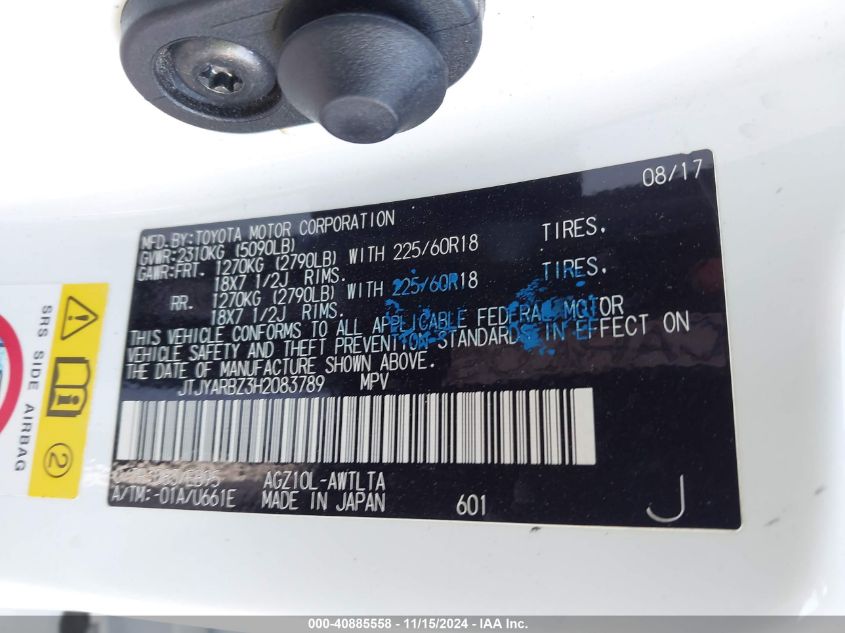 08/17
MFD.BY:TOYOTA MOTOR CORPORATION
GVWR:2310KG (5090LB)
GAWR:FRT. 1270KG (2790LB) WITH 225/60R18 TIRES.
18X7 1/2J RIMS.
RR. 1270KG (2790LB) WITH 225/60R18 TIRES.
18X7 1/2J RIMS.
THIS VEHICLE CONFORMS TO ALL APPLICABLE FEDERAL MOTOR
VEHICLE SAFETY AND THEFT PREVENTION STANDARDS IN EFFECT ON
THE DATE OF MANUFACTURE SHOWN ABOVE.
JTJYARBZ3H2083789 MPV
AGZ10L-AWTLTA
A/TM:-01A/U661E MADE IN JAPAN 601 J
SRS SIDE AIRBAG
2
000-40885558 - 11/15/2024 - IAA Inc.